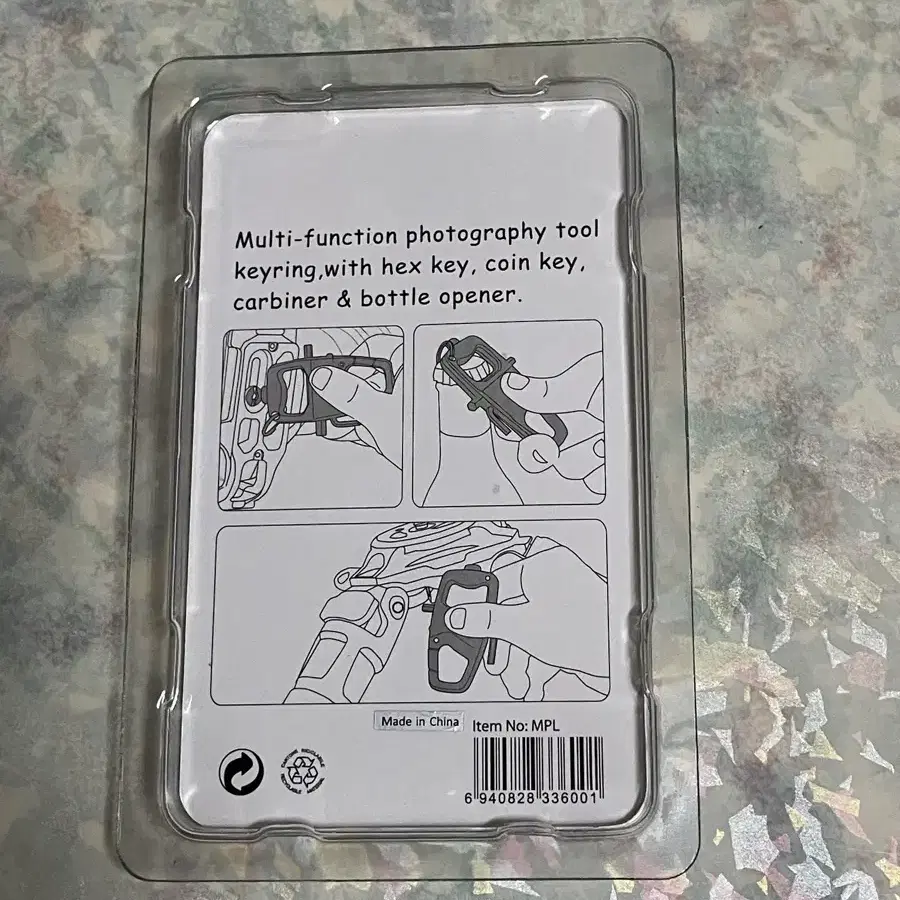 Multi-function photography tool
keyring,with hex key, coin key,
carbiner & bottle opener.
Made in China
Item No: MPL
6 940828 336001